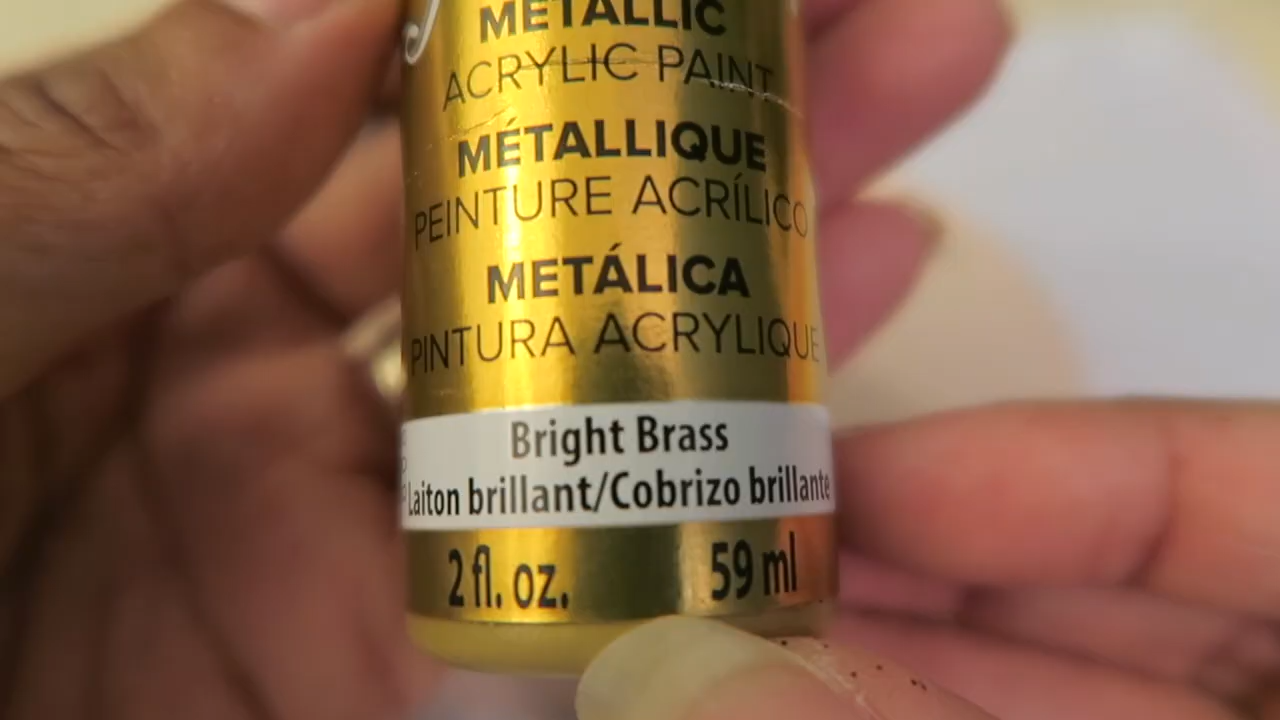 METALLIC
ACRYLIC PAINT
MÉTALLIQUE
PEINTURE ACRÍLICO
METÁLICA
PINTURA ACRYLIQUE
Bright Brass
Laiton brillant/Cobrizo brillante
2 fl. oz. 59 ml